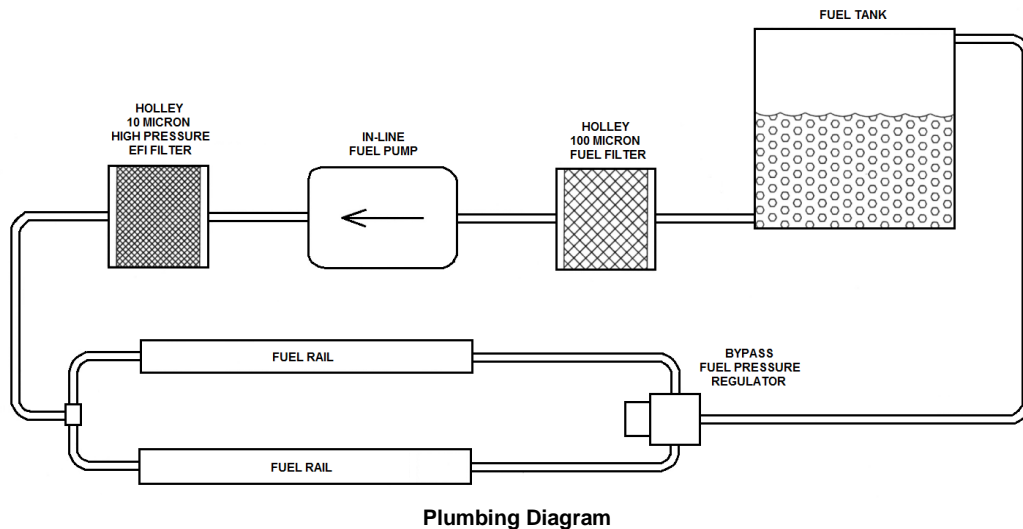 FUEL TANK
HOLLEY
10 MICRON
HIGH PRESSURE
EFI FILTER
IN-LINE
FUEL PUMP
HOLLEY
100 MICRON
FUEL FILTER
FUEL RAIL
BYPASS
FUEL PRESSURE
REGULATOR
FUEL RAIL
Plumbing Diagram